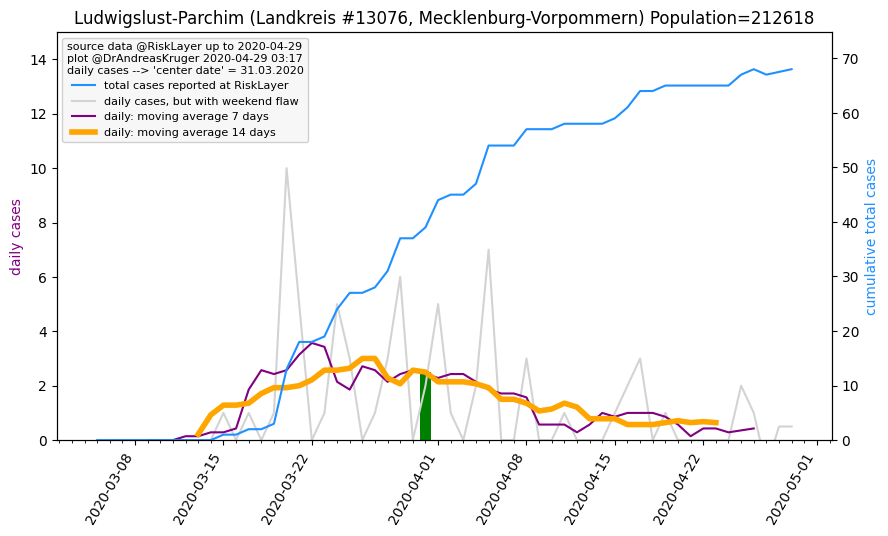 Ludwigslust-Parchim (Landkreis #13076, Mecklenburg-Vorpommern) Population=212618
source data @RiskLayer up to 2020-04-29
plot @DrAndreasKruger 2020-04-29 03:17
daily cases --> 'center date' = 31.03.2020
total cases reported at RiskLayer
daily cases, but with weekend flaw
daily: moving average 7 days
daily: moving average 14 days
daily cases
14
12
10
8
6
4
2
0
70
60
50
40
30
20
10
0
cumulative total cases
2020-03-08
2020-03-15
2020-03-22
2020-04-01
2020-04-08
2020-04-15
2020-04-22
2020-05-01